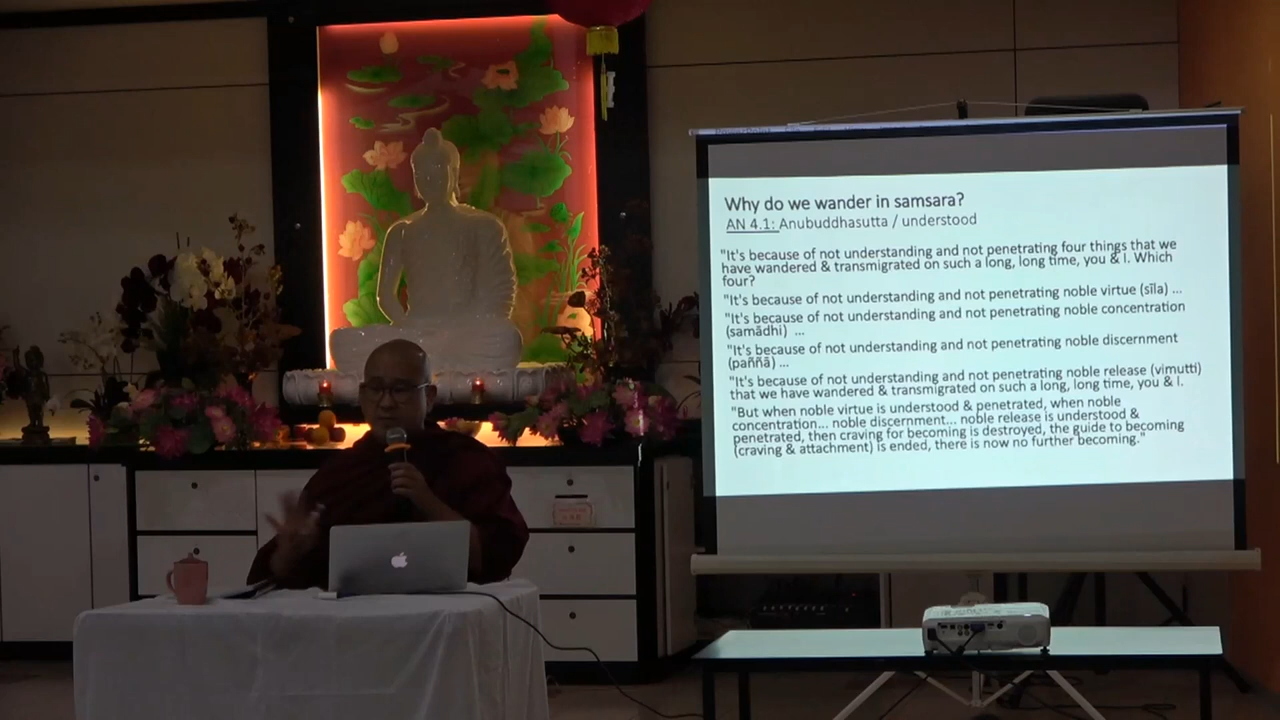 Why do we wander in samsara?
AN 4.1: Anubuddhasutta / understood
"It's because of not understanding and not penetrating four things that we
have wandered & transmigrated on such a long, long time, you & I. Which
four?
"It's because of not understanding and not penetrating noble virtue (sīla) ...
"It's because of not understanding and not penetrating noble concentration
(samādhi) ...
"It's because of not understanding and not penetrating noble discernment
(paññā) ...
"It's because of not understanding and not penetrating noble release (vimutti)
that we have wandered & transmigrated on such a long, long time, you & I.
"But when noble virtue is understood & penetrated, when noble
concentration... noble discernment... noble release is understood &
penetrated, then craving for becoming is destroyed, the guide to becoming
(craving & attachment) is ended, there is now no further becoming."